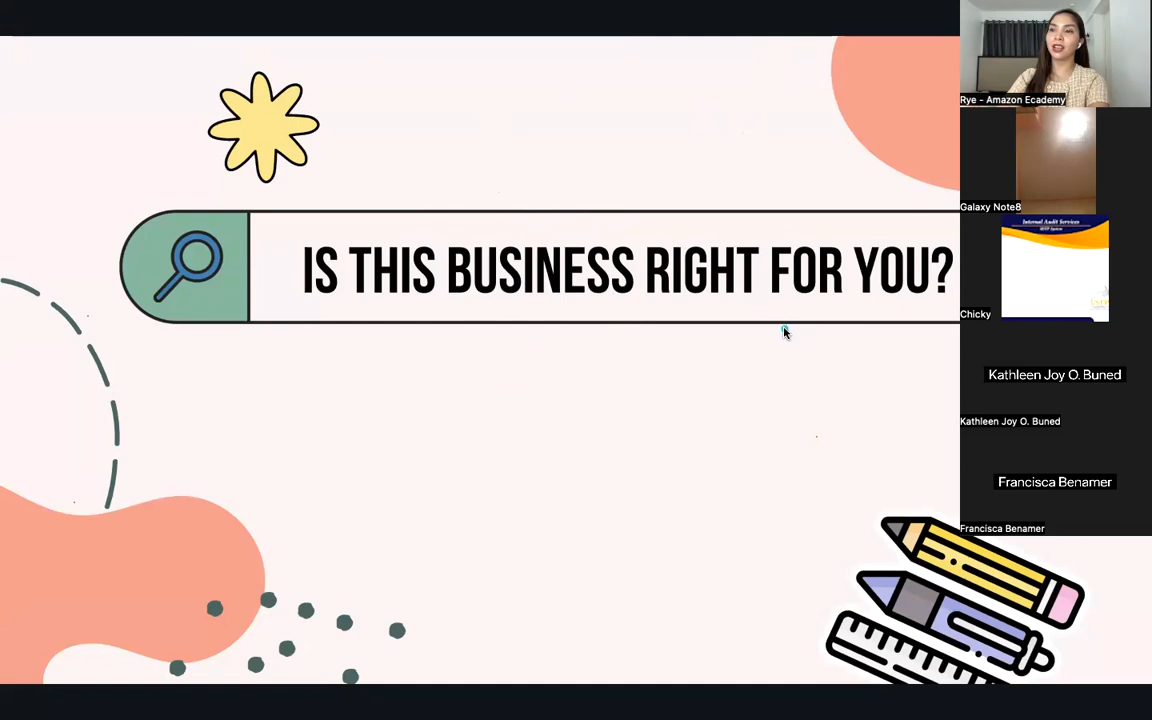 IS THIS BUSINESS RIGHT FOR YOU?
Rye - Amazon Ecademy
Galaxy Note8
Internal Audit Services
Chicky
Kathleen Joy O. Buned
Kathleen Joy O. Buned
Francisca Benamer
Francisca Benamer